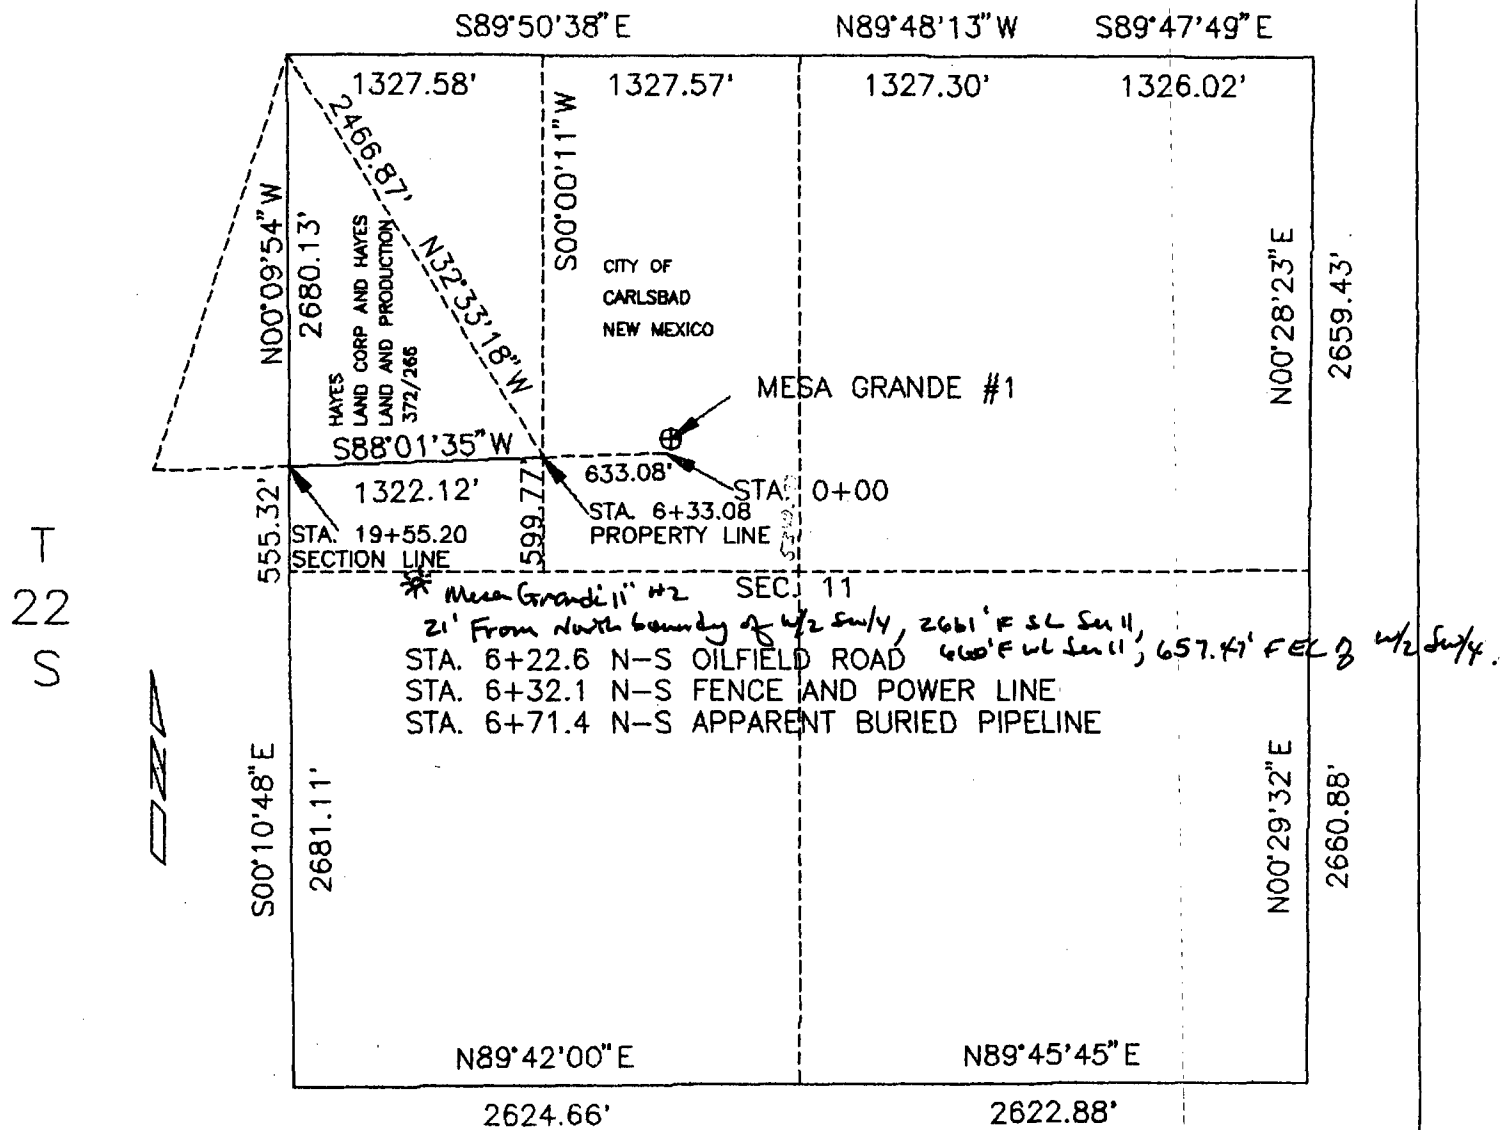 S89°50'38"E N89°48'13"W S89°47'49"E
1327.58' 1327.57' 1327.30' 1326.02'
2466.87'
N32°33'18"W
S00°00'11"W
N00°09'54"W
2680.13'
HAYES
LAND CORP AND HAYES
LAND AND PRODUCTION
372/266
CITY OF
CARLSBAD
NEW MEXICO
N00°28'23"E
2659.43'
MESA GRANDE #1
S88°01'35"W
1322.12'
633.08'
STA. 0+00
STA. 6+33.08
PROPERTY LINE
599.77'
555.32'
STA. 19+55.20
SECTION LINE
T
22
S
SEC. 11
Mesa Grande 11 #2
21' From North boundary of W/2 SW/4, 2661' F SL Sec 11,
660' F WL Sec 11, 657.47' F EL of W/2 SW/4.
STA. 6+22.6 N-S OILFIELD ROAD
STA. 6+32.1 N-S FENCE AND POWER LINE
STA. 6+71.4 N-S APPARENT BURIED PIPELINE
S00°10'48"E
2681.11'
N00°29'32"E
2660.88'
N89°42'00"E N89°45'45"E
2624.66' 2622.88'